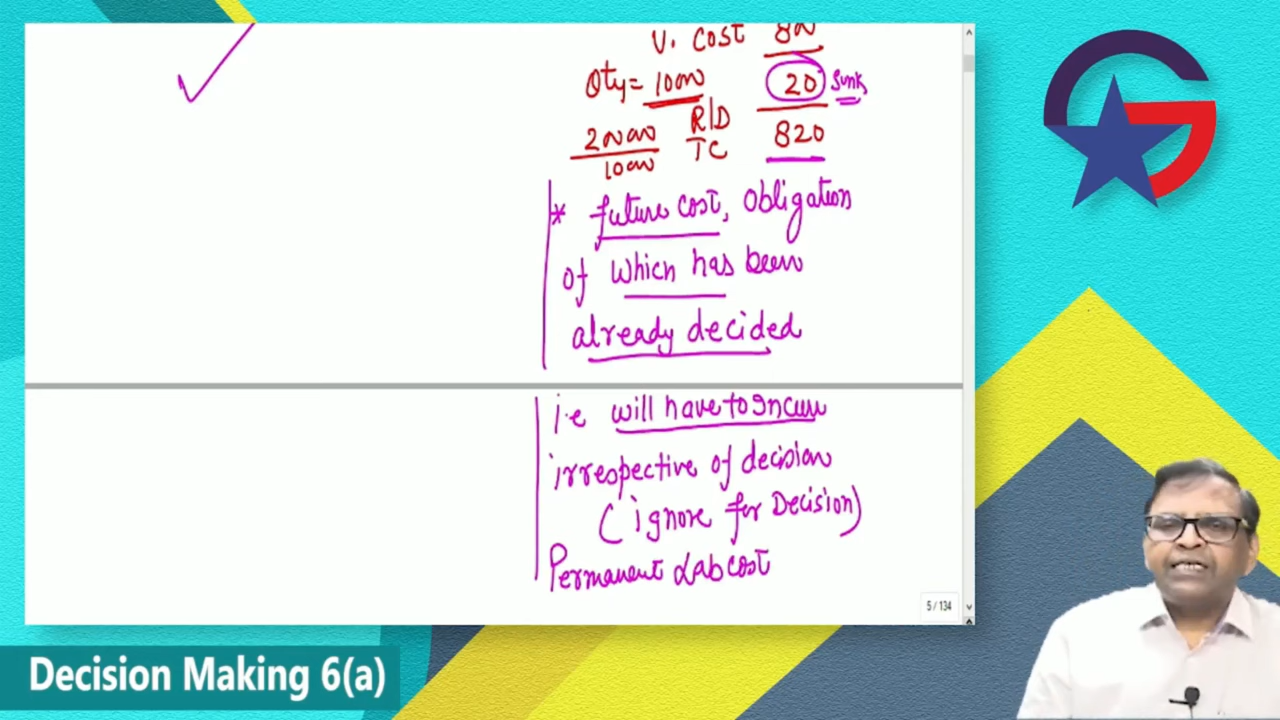 V. Cost 800
Qty= 1000 20 Sunk
R/D
20000
1000
TC 820
* future cost, obligation
of which has been
already decided
i.e will have to incur
irrespective of decision
( ignore for Decision)
Permanent Lab cost
5 / 134
Decision Making 6(a)